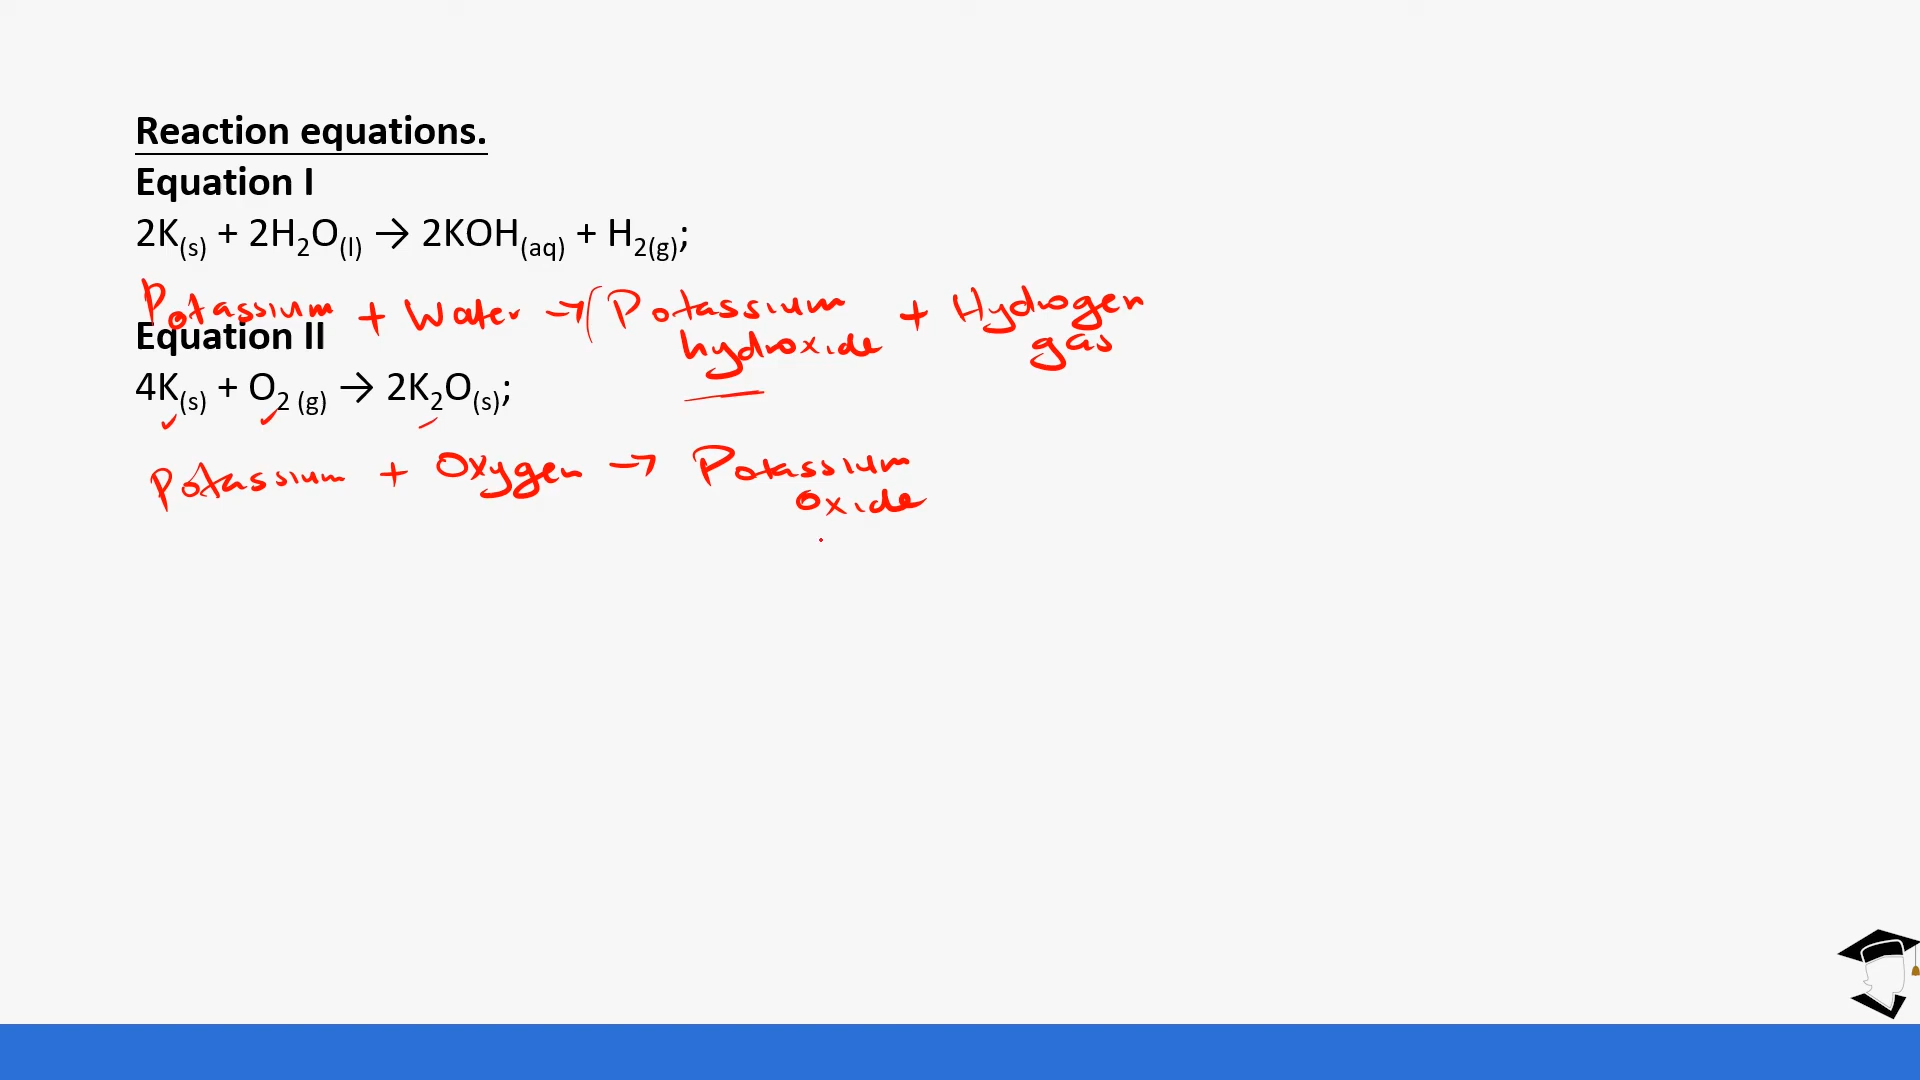 Reaction equations.
Equation I
2K(s) + 2H2O(l) → 2KOH(aq) + H2(g);
Potassium + Water → (Potassium hydroxide + Hydrogen gas
Equation II
4K(s) + O2 (g) → 2K2O(s);
Potassium + Oxygen → Potassium oxide